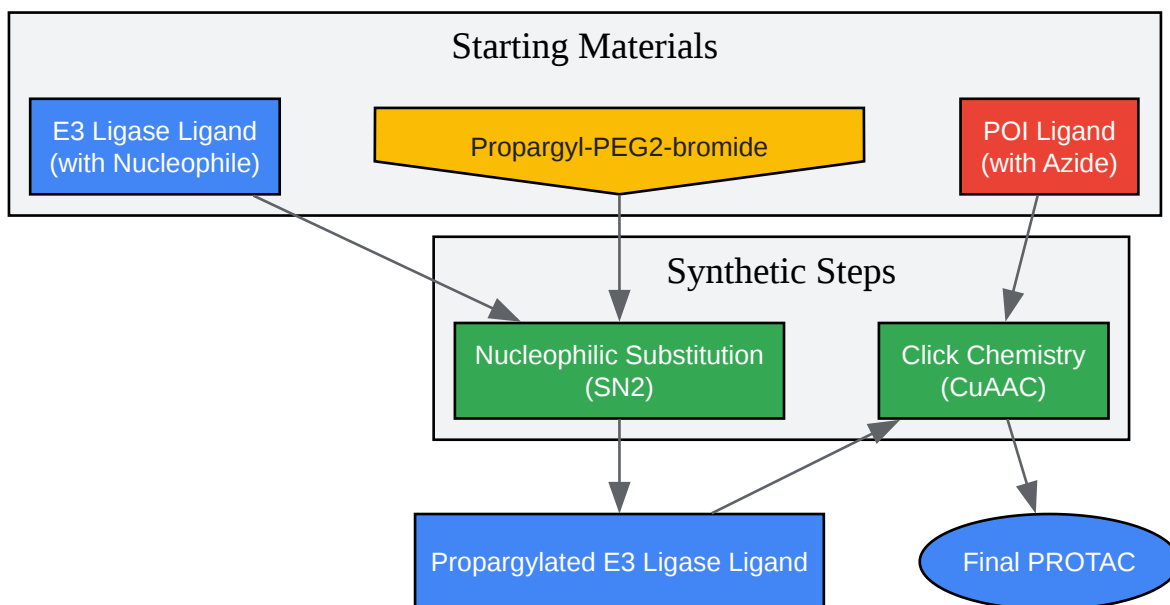 Starting Materials
E3 Ligase Ligand
(with Nucleophile)
Propargyl-PEG2-bromide
POI Ligand
(with Azide)
Synthetic Steps
Nucleophilic Substitution
(SN2)
Click Chemistry
(CuAAC)
Propargylated E3 Ligase Ligand
Final PROTAC